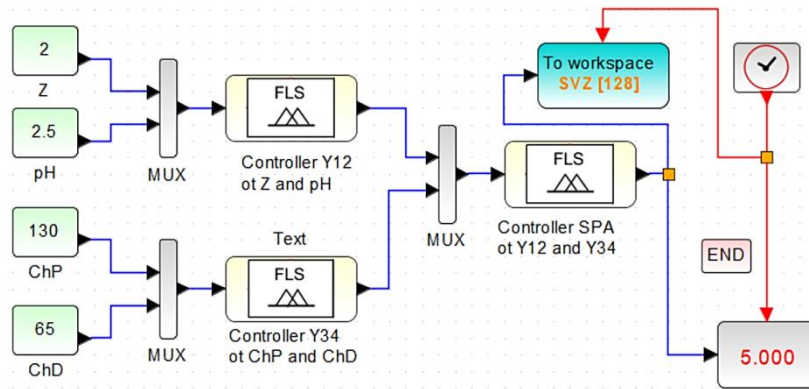 2
Z
2.5
pH
MUX
FLS
Controller Y12
ot Z and pH
130
ChP
65
ChD
MUX
Text
FLS
Controller Y34
ot ChP and ChD
MUX
FLS
Controller SPA
ot Y12 and Y34
To workspace
SVZ [128]
END
5.000